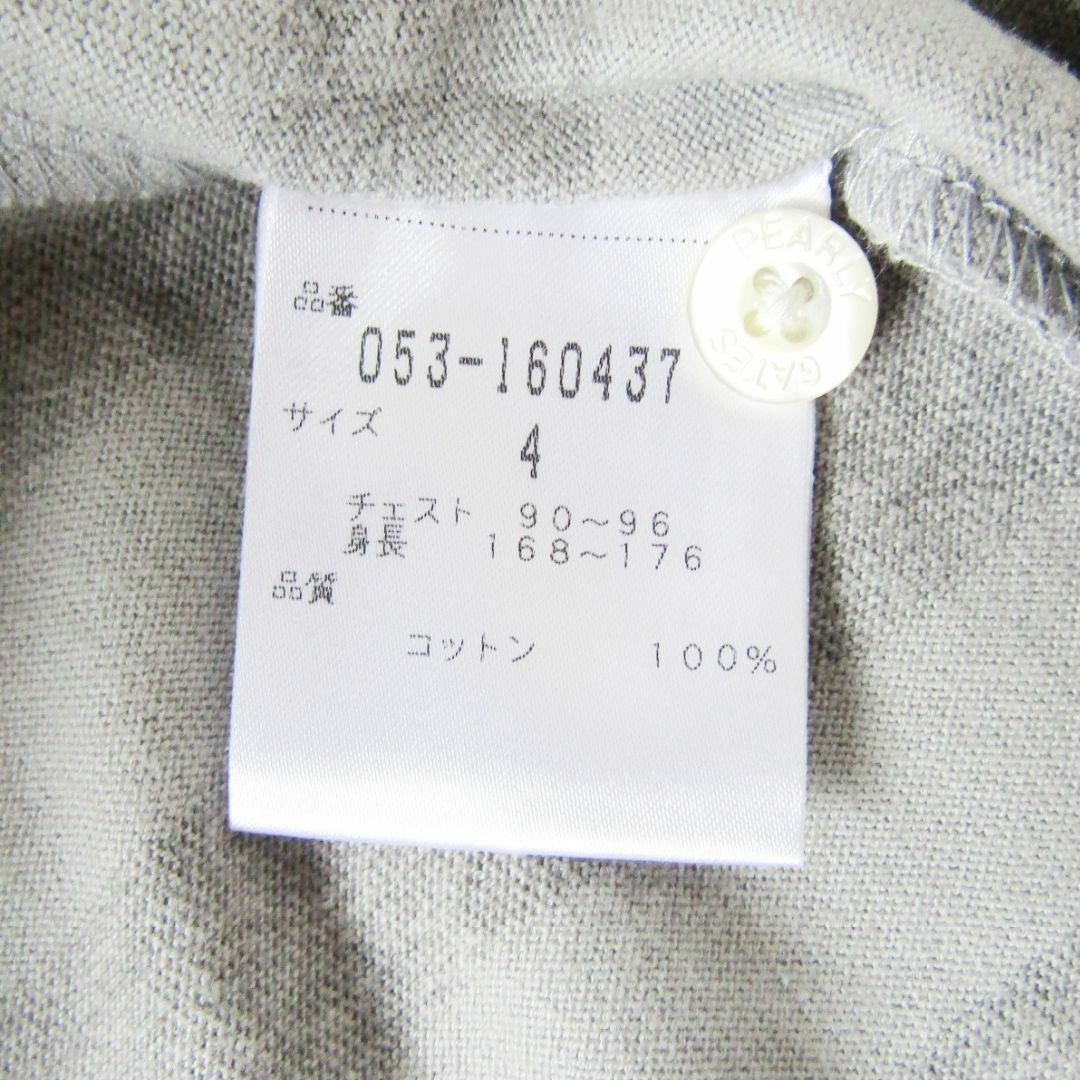 PEARLY
GATES
品番
053-160437
サイズ
4
チェスト 90～96
身長 168～176
品質
コットン 100%